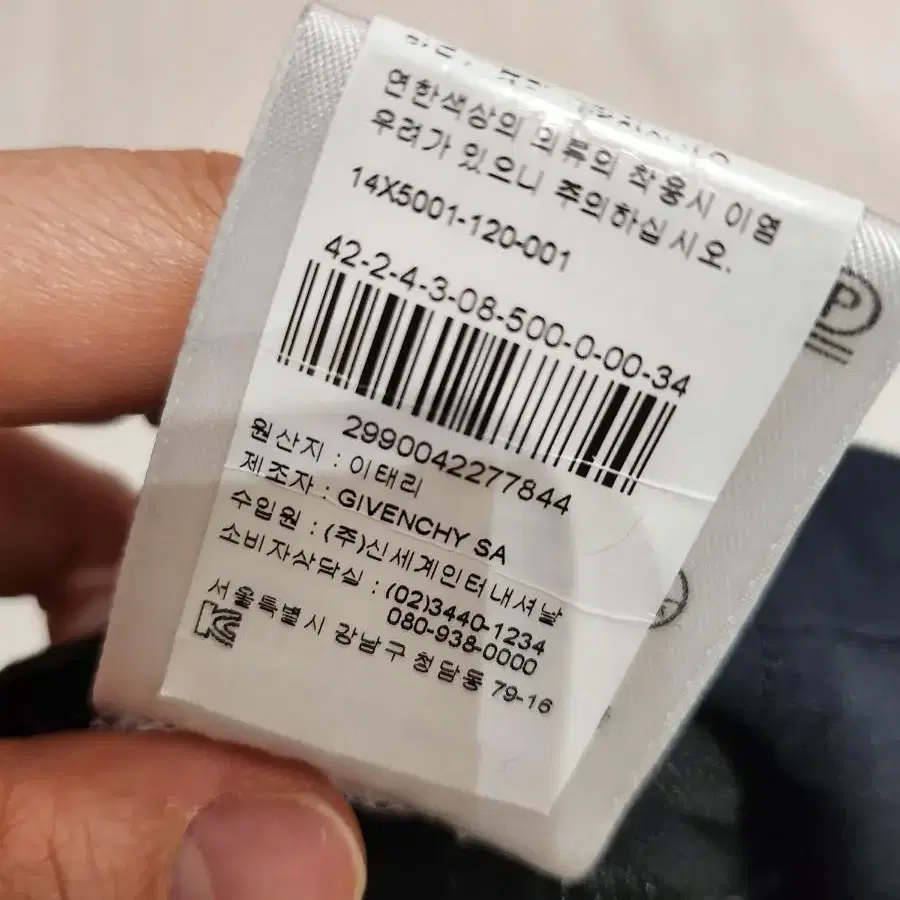 연한색상의 의류의 착용시 이염
우려가 있으니 주의하십시오.
14X5001-120-001
42-2-4-3-08-500-0-00-34
2990042277844
원산지 : 이태리
제조자 : GIVENCHY SA
수입원 : (주)신세계인터내셔날
소비자상담실 : (02)3440-1234
080-938-0000
서울특별시 강남구 청담동 79-16
P